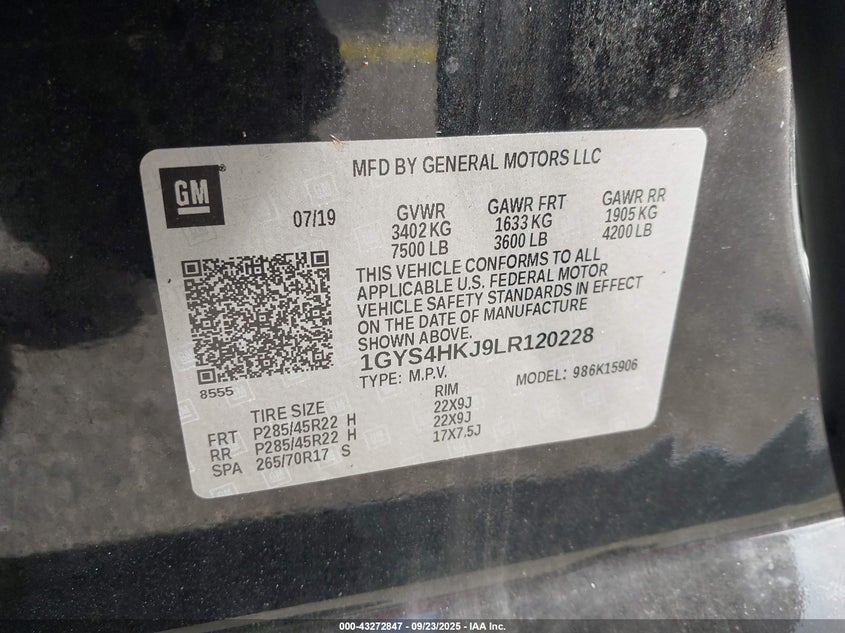 MFD BY GENERAL MOTORS LLC
GM
07/19
GVWR
3402 KG
7500 LB
GAWR FRT
1633 KG
3600 LB
GAWR RR
1905 KG
4200 LB
THIS VEHICLE CONFORMS TO ALL
APPLICABLE U.S. FEDERAL MOTOR
VEHICLE SAFETY STANDARDS IN EFFECT
ON THE DATE OF MANUFACTURE
SHOWN ABOVE.
1GYS4HKJ9LR120228
TYPE: M.P.V.
MODEL: 986K15906
8555
TIRE SIZE RIM
FRT P285/45R22 H 22X9J
RR P285/45R22 H 22X9J
SPA 265/70R17 S 17X7.5J
000-43272847 - 09/23/2025 - IAA Inc.